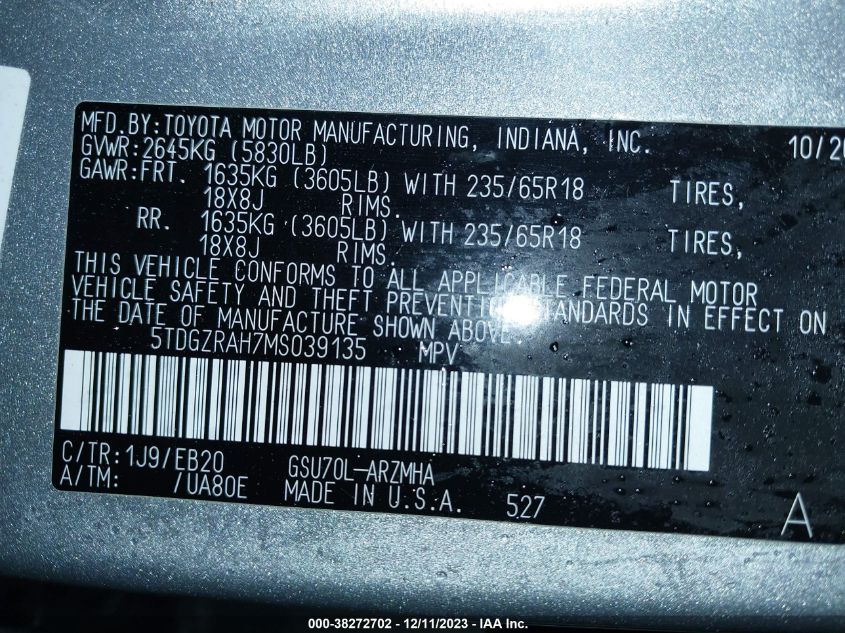 MFD.BY:TOYOTA MOTOR MANUFACTURING, INDIANA, INC. 10/20
GVWR:2645KG (5830LB)
GAWR:FRT. 1635KG (3605LB) WITH 235/65R18 TIRES,
18X8J RIMS.
RR. 1635KG (3605LB) WITH 235/65R18 TIRES,
18X8J RIMS.
THIS VEHICLE CONFORMS TO ALL APPLICABLE FEDERAL MOTOR
VEHICLE SAFETY AND THEFT PREVENTION STANDARDS IN EFFECT ON
THE DATE OF MANUFACTURE SHOWN ABOVE.
5TDGZRAH7MS039135 MPV
C/TR:1J9/EB20 GSU70L-ARZMHA
A/TM: /UA80E MADE IN U.S.A. 527 A
000-38272702 - 12/11/2023 - IAA Inc.